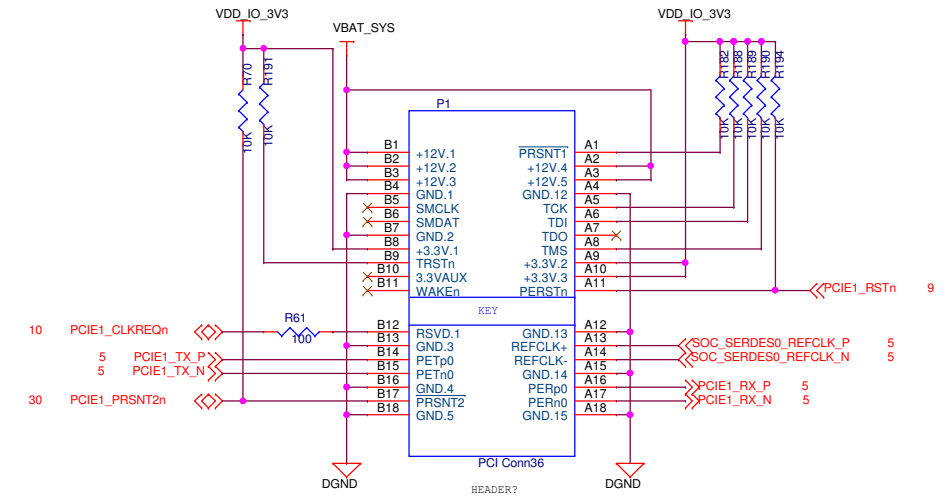 VDD_IO_3V3
VBAT_SYS
VDD_IO_3V3
R70
10K
R191
10K
R182
10K
R188
10K
R189
10K
R190
10K
R194
10K
P1
B1 +12V.1 PRSNT1 A1
B2 +12V.2 +12V.4 A2
B3 +12V.3 +12V.5 A3
B4 GND.1 GND.12 A4
B5 SMCLK TCK A5
B6 SMDAT TDI A6
B7 GND.2 TDO A7
B8 +3.3V.1 TMS A8
B9 TRSTn +3.3V.2 A9
B10 3.3VAUX +3.3V.3 A10
B11 WAKEn PERSTn A11
PCIE1_RSTn 9
KEY
10 PCIE1_CLKREQn R61 100 B12 RSVD.1 GND.13 A12
B13 GND.3 REFCLK+ A13 SOC_SERDES0_REFCLK_P 5
5 PCIE1_TX_P B14 PETp0 REFCLK- A14 SOC_SERDES0_REFCLK_N 5
5 PCIE1_TX_N B15 PETn0 GND.14 A15
B16 GND.4 PERp0 A16 PCIE1_RX_P 5
30 PCIE1_PRSNT2n B17 PRSNT2 PERn0 A17 PCIE1_RX_N 5
B18 GND.5 GND.15 A18
PCI Conn36
DGND
DGND
HEADER?